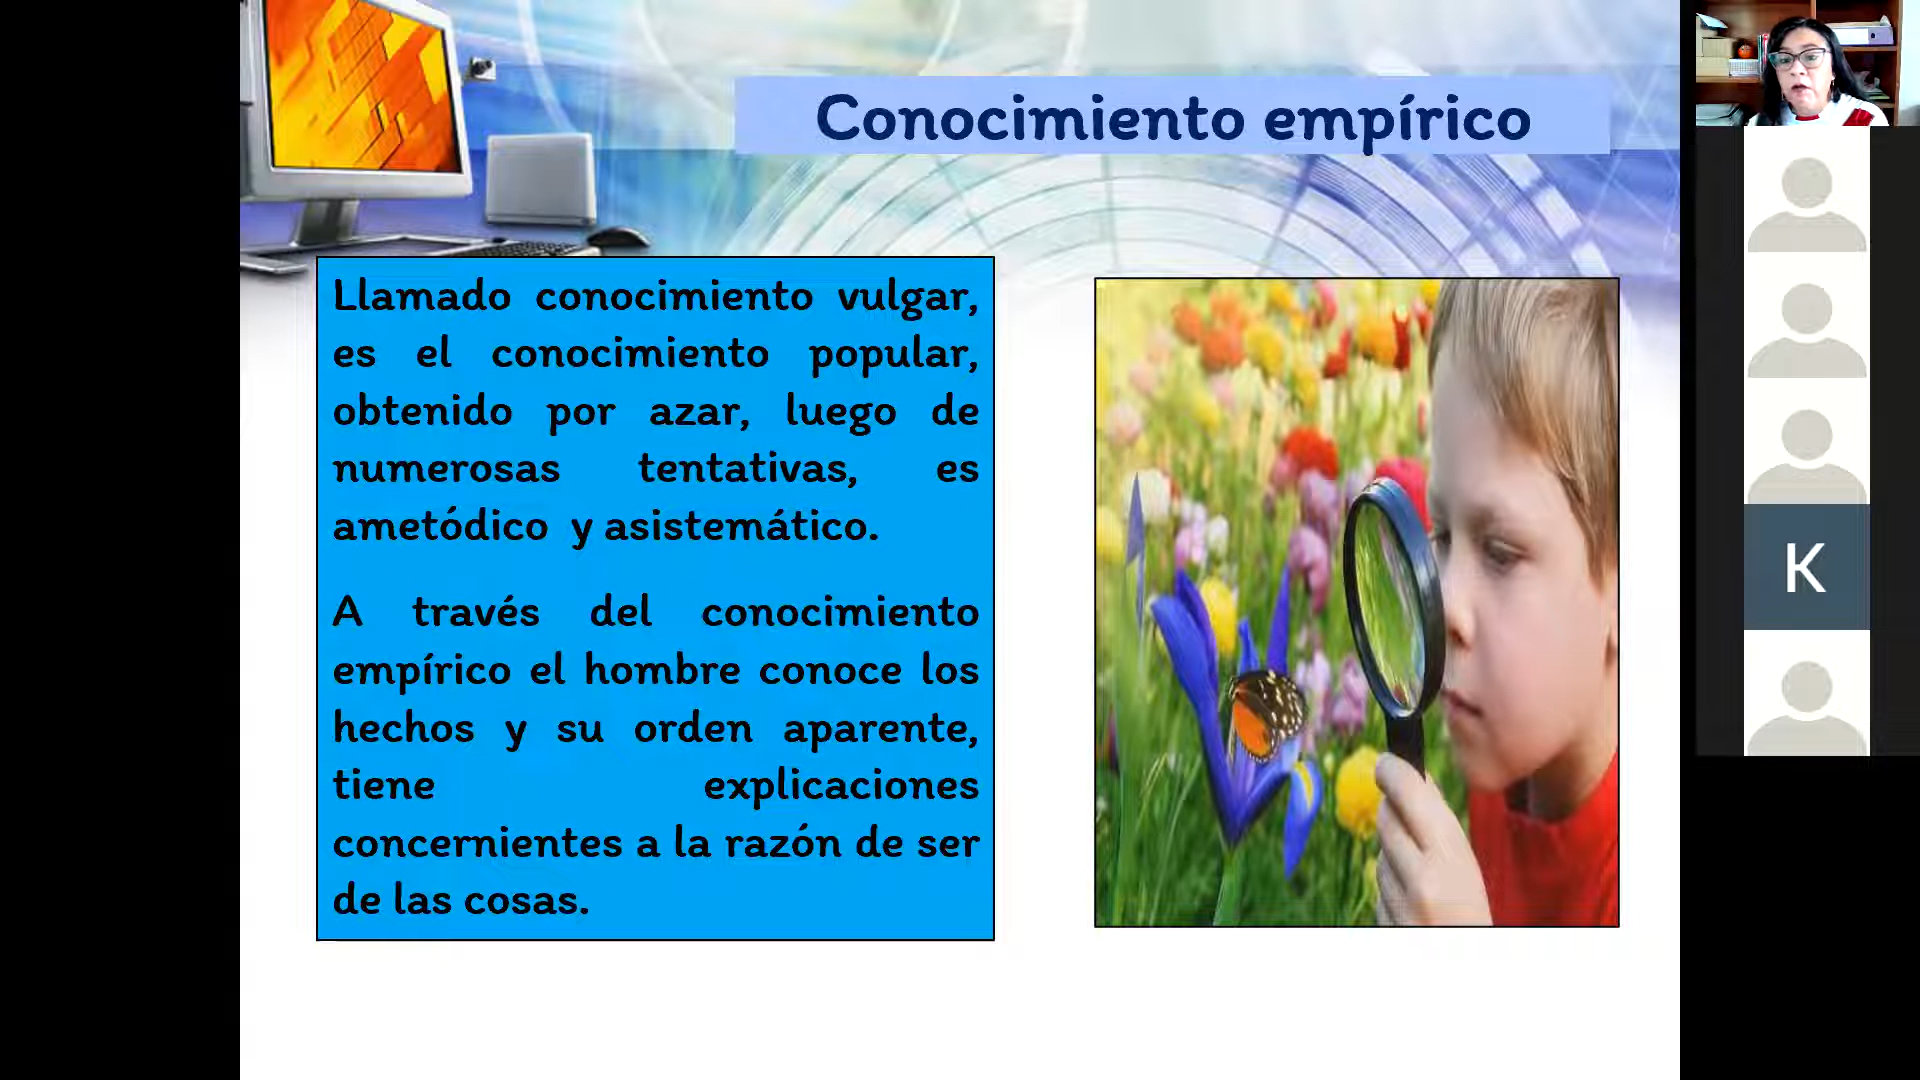 Conocimiento empírico
Llamado conocimiento vulgar,
es el conocimiento popular,
obtenido por azar, luego de
numerosas tentativas, es
ametódico y asistemático.
A través del conocimiento
empírico el hombre conoce los
hechos y su orden aparente,
tiene explicaciones
concernientes a la razón de ser
de las cosas.
K